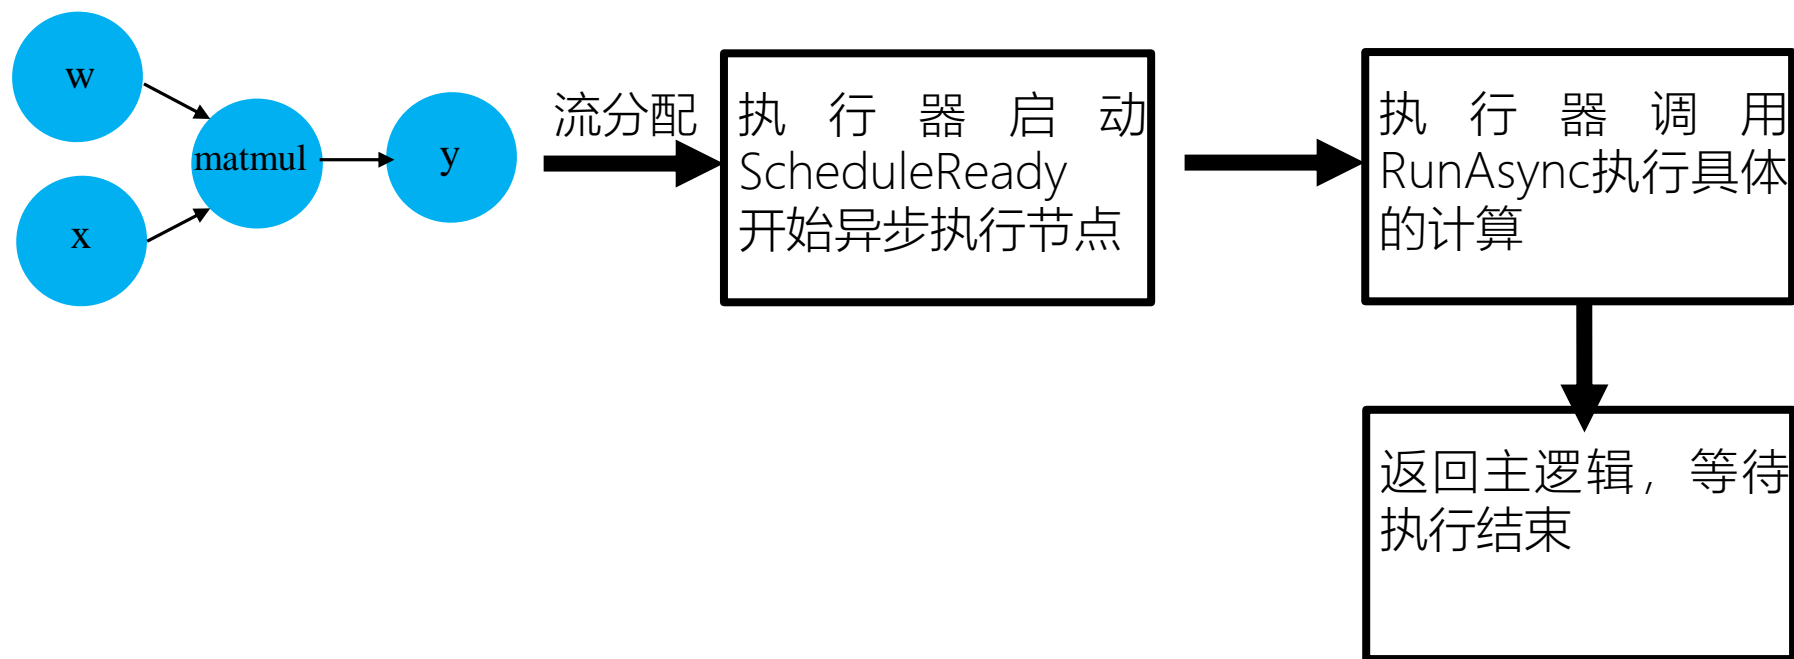 w
x
matmul
y
流分配
执行器启动
ScheduleReady
开始异步执行节点
执行器调用
RunAsync执行具体
的计算
返回主逻辑，等待
执行结束